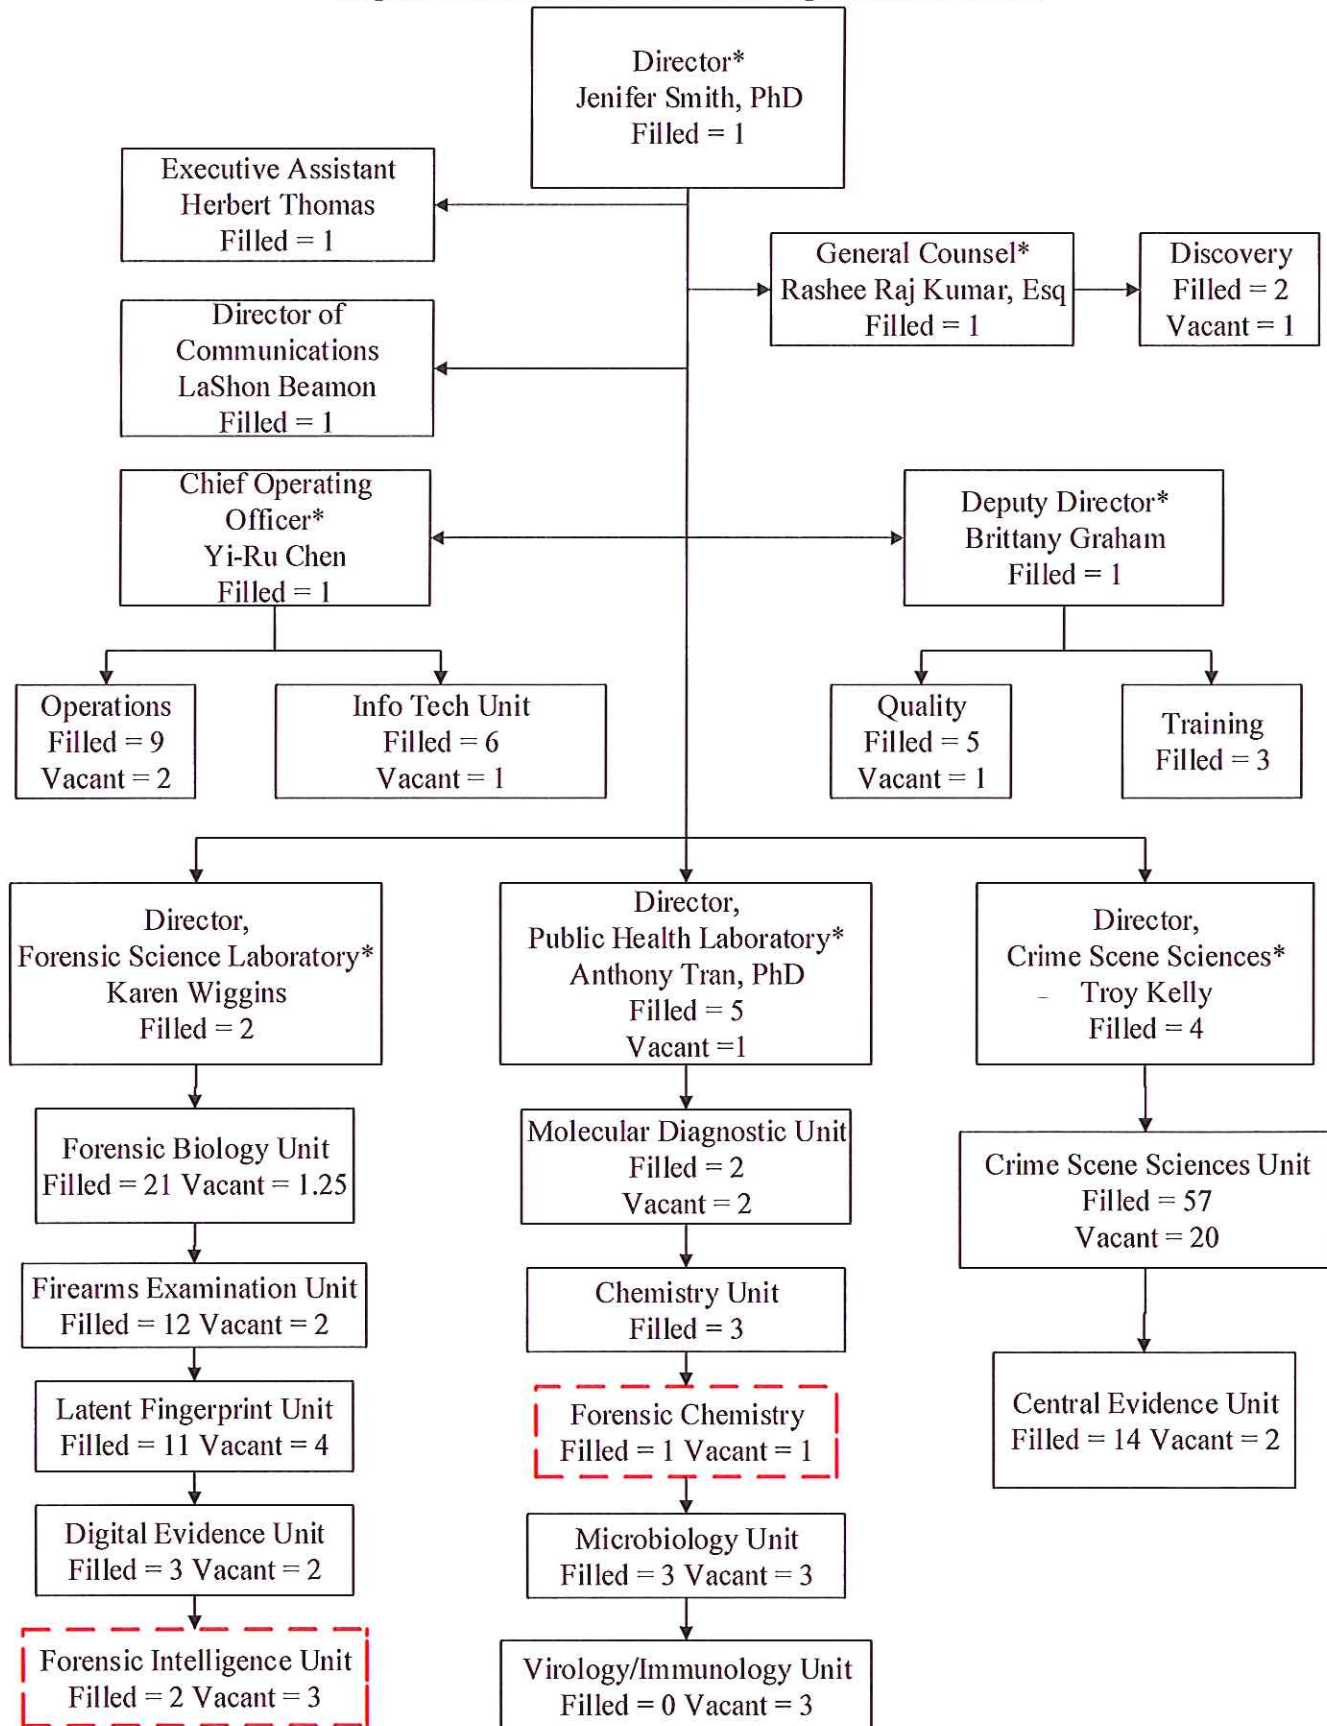 Director*
Jenifer Smith, PhD
Filled = 1
Executive Assistant
Herbert Thomas
Filled = 1
General Counsel*
Rashee Raj Kumar, Esq
Filled = 1
Discovery
Filled = 2
Vacant = 1
Director of
Communications
LaShon Beamon
Filled = 1
Chief Operating
Officer*
Yi-Ru Chen
Filled = 1
Deputy Director*
Brittany Graham
Filled = 1
Operations
Filled = 9
Vacant = 2
Info Tech Unit
Filled = 6
Vacant = 1
Quality
Filled = 5
Vacant = 1
Training
Filled = 3
Director,
Forensic Science Laboratory*
Karen Wiggins
Filled = 2
Director,
Public Health Laboratory*
Anthony Tran, PhD
Filled = 5
Vacant =1
Director,
Crime Scene Sciences*
Troy Kelly
Filled = 4
Forensic Biology Unit
Filled = 21 Vacant = 1.25
Molecular Diagnostic Unit
Filled = 2
Vacant = 2
Crime Scene Sciences Unit
Filled = 57
Vacant = 20
Firearms Examination Unit
Filled = 12 Vacant = 2
Chemistry Unit
Filled = 3
Latent Fingerprint Unit
Filled = 11 Vacant = 4
Forensic Chemistry
Filled = 1 Vacant = 1
Central Evidence Unit
Filled = 14 Vacant = 2
Digital Evidence Unit
Filled = 3 Vacant = 2
Microbiology Unit
Filled = 3 Vacant = 3
Forensic Intelligence Unit
Filled = 2 Vacant = 3
Virology/Immunology Unit
Filled = 0 Vacant = 3